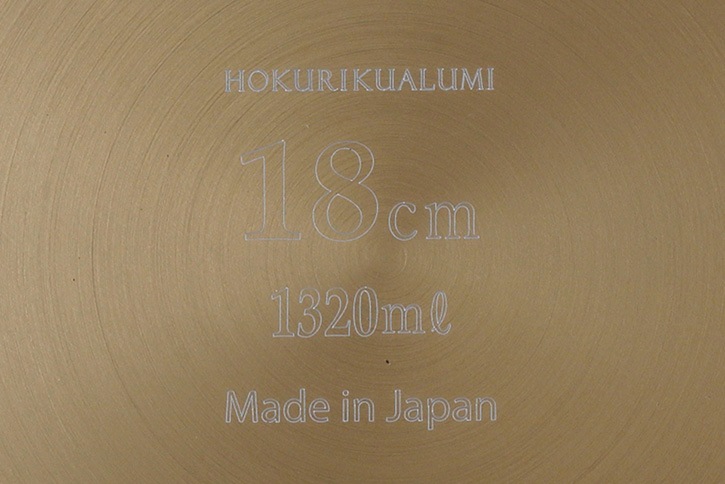 HOKURIKUALUMI
18cm
1320mℓ
Made in Japan